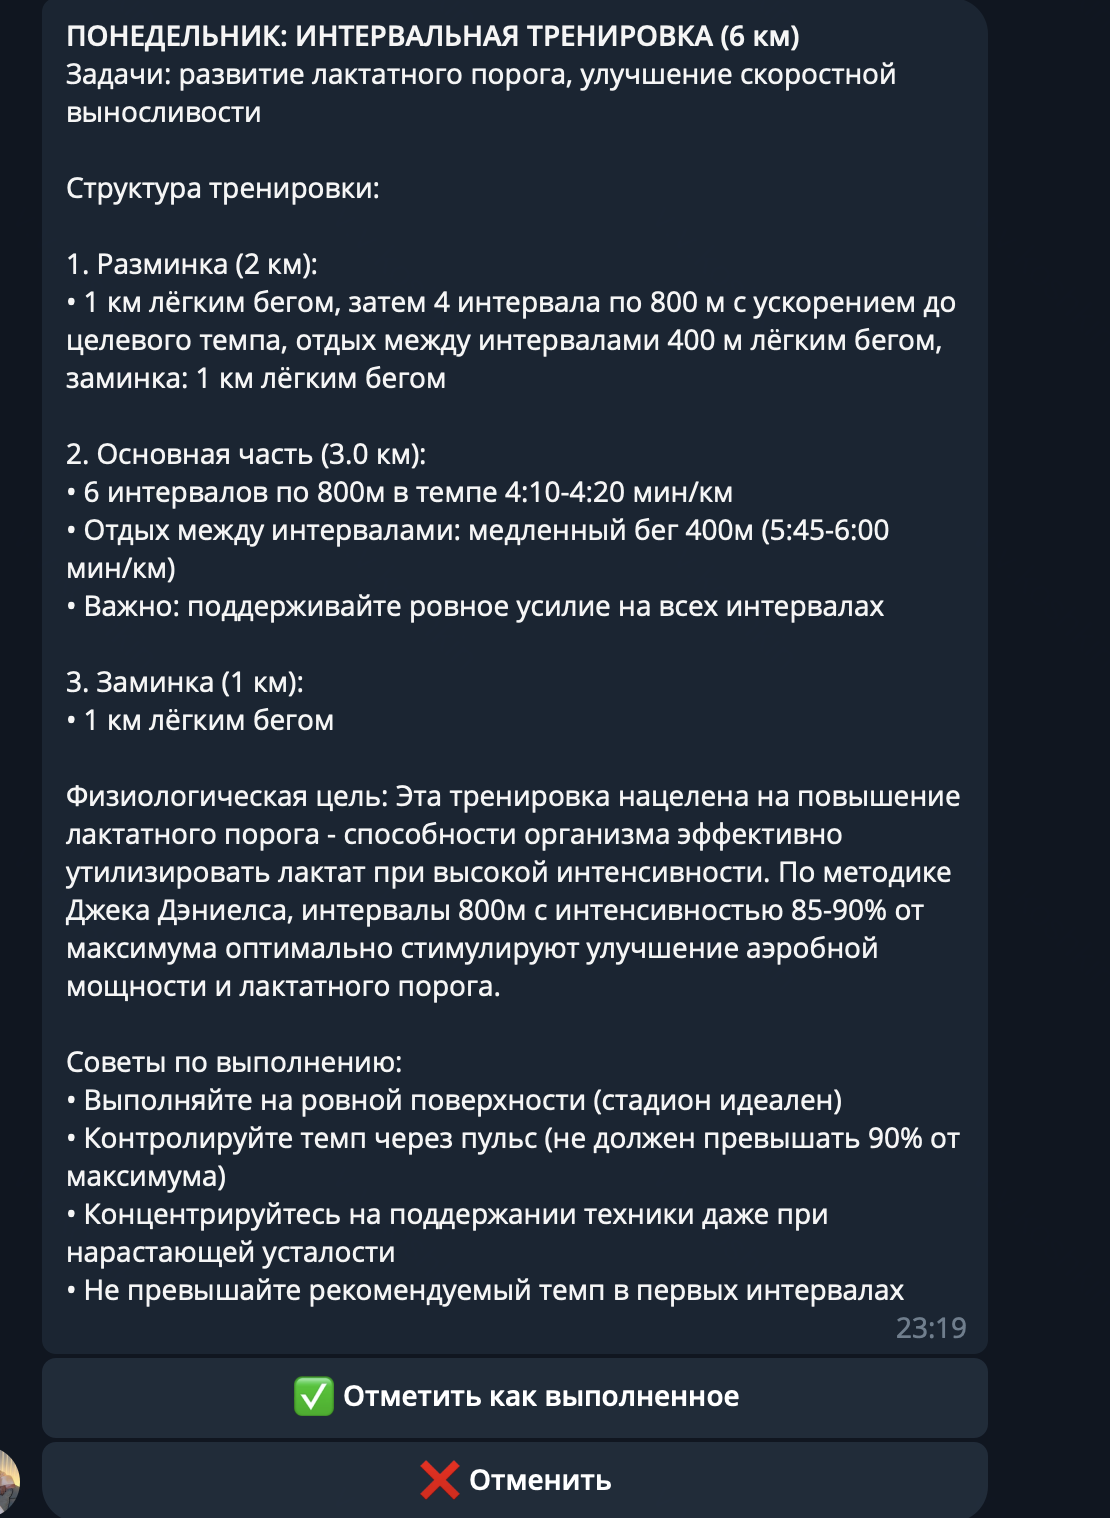 ПОНЕДЕЛЬНИК: ИНТЕРВАЛЬНАЯ ТРЕНИРОВКА (6 км)
Задачи: развитие лактатного порога, улучшение скоростной
выносливости
Структура тренировки:
1. Разминка (2 км):
• 1 км лёгким бегом, затем 4 интервала по 800 м с ускорением до
целевого темпа, отдых между интервалами 400 м лёгким бегом,
заминка: 1 км лёгким бегом
2. Основная часть (3.0 км):
• 6 интервалов по 800м в темпе 4:10-4:20 мин/км
• Отдых между интервалами: медленный бег 400м (5:45-6:00
мин/км)
• Важно: поддерживайте ровное усилие на всех интервалах
3. Заминка (1 км):
• 1 км лёгким бегом
Физиологическая цель: Эта тренировка нацелена на повышение
лактатного порога - способности организма эффективно
утилизировать лактат при высокой интенсивности. По методике
Джека Дэниелса, интервалы 800м с интенсивностью 85-90% от
максимума оптимально стимулируют улучшение аэробной
мощности и лактатного порога.
Советы по выполнению:
• Выполняйте на ровной поверхности (стадион идеален)
• Контролируйте темп через пульс (не должен превышать 90% от
максимума)
• Концентрируйтесь на поддержании техники даже при
нарастающей усталости
• Не превышайте рекомендуемый темп в первых интервалах
23:19
✅ Отметить как выполненное
❌ Отменить